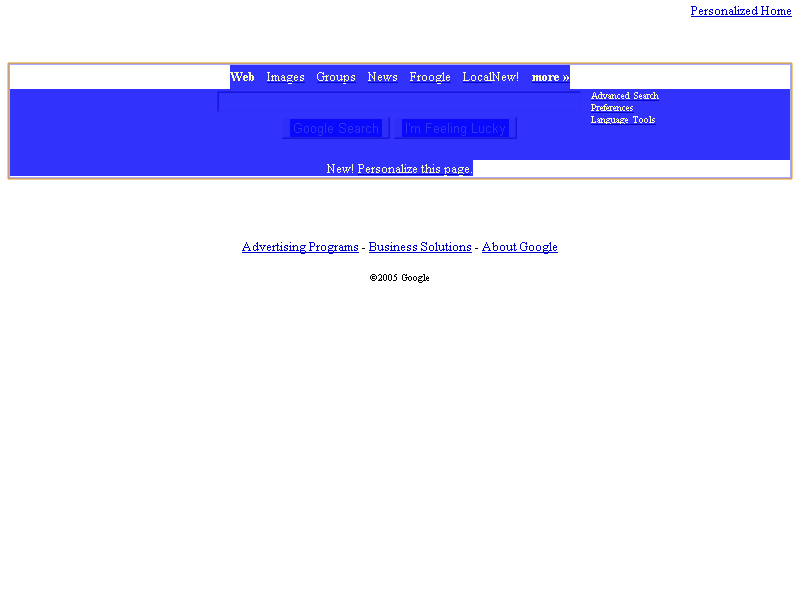 Personalized Home
Web Images Groups News Froogle LocalNew! more »
Advanced Search
Preferences
Language Tools
Google Search I'm Feeling Lucky
New! Personalize this page.
Advertising Programs - Business Solutions - About Google
©2005 Google